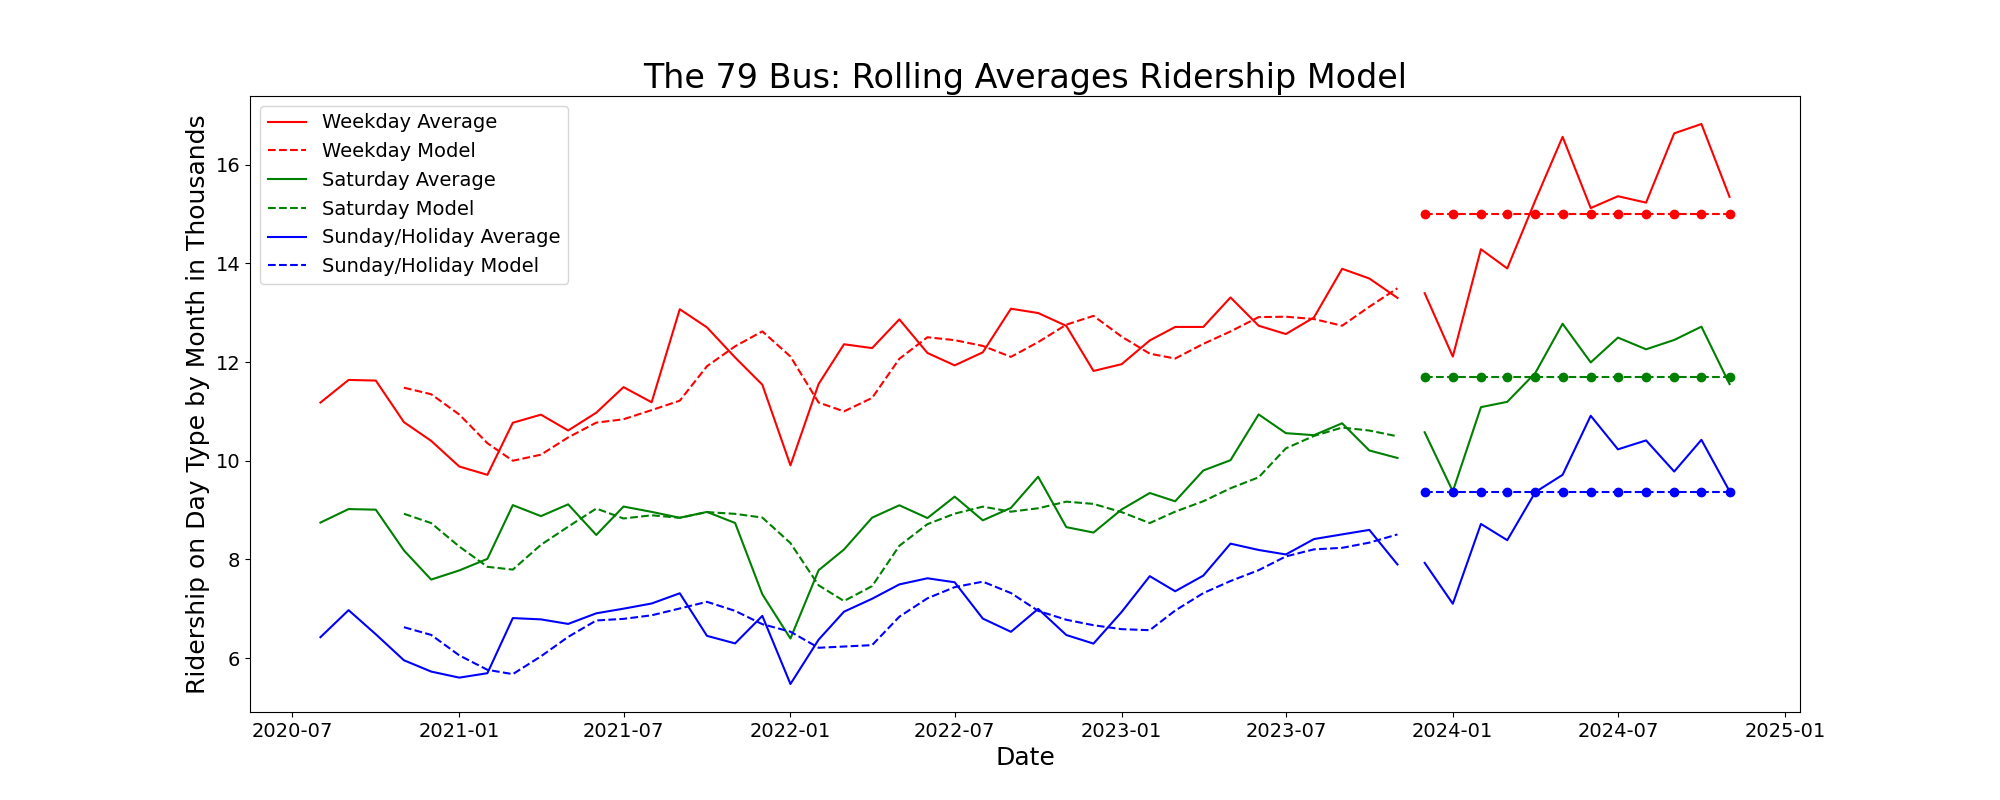 The 79 Bus: Rolling Averages Ridership Model
Weekday Average
Weekday Model
Saturday Average
Saturday Model
Sunday/Holiday Average
Sunday/Holiday Model
Ridership on Day Type by Month in Thousands
16
14
12
10
8
6
2020-07
2021-01
2021-07
2022-01
2022-07
2023-01
2023-07
2024-01
2024-07
2025-01
Date